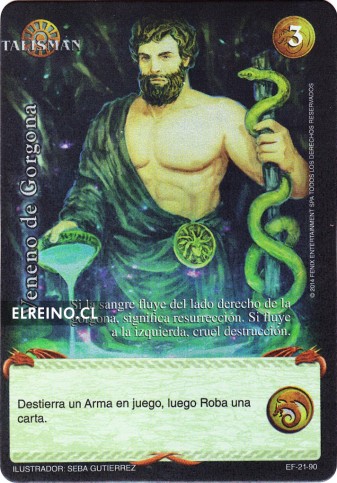 TALISMAN
3
Veneno de Gorgona
© 2014 FENIX ENTERTAINMENT SPA TODOS LOS DERECHOS RESERVADOS
Si la sangre fluye del lado derecho de la
gorgona, significa resurrección. Si fluye
a la izquierda, cruel destrucción.
ELREINO.CL
Destierra un Arma en juego, luego Roba una
carta.
ILUSTRADOR: SEBA GUTIERREZ
EF-21-90